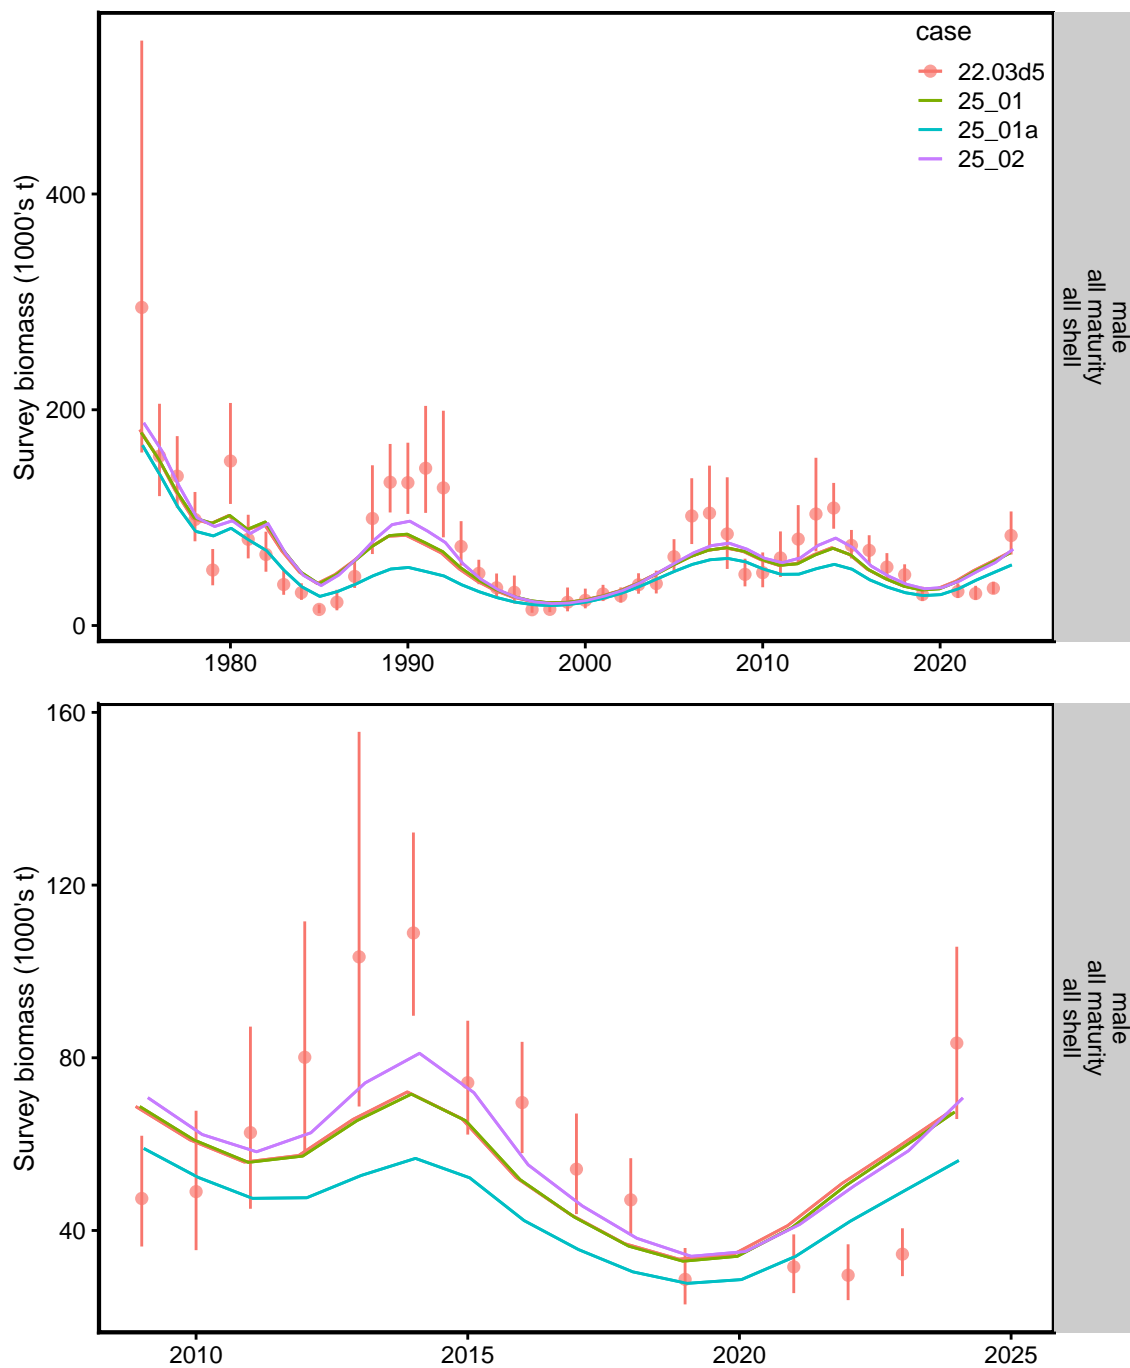 case
22.03d5
25_01
25_01a
25_02
Survey biomass (1000's t)
400
200
0
1980
1990
2000
2010
2020
male
all maturity
all shell
Survey biomass (1000's t)
160
120
80
40
2010
2015
2020
2025
male
all maturity
all shell